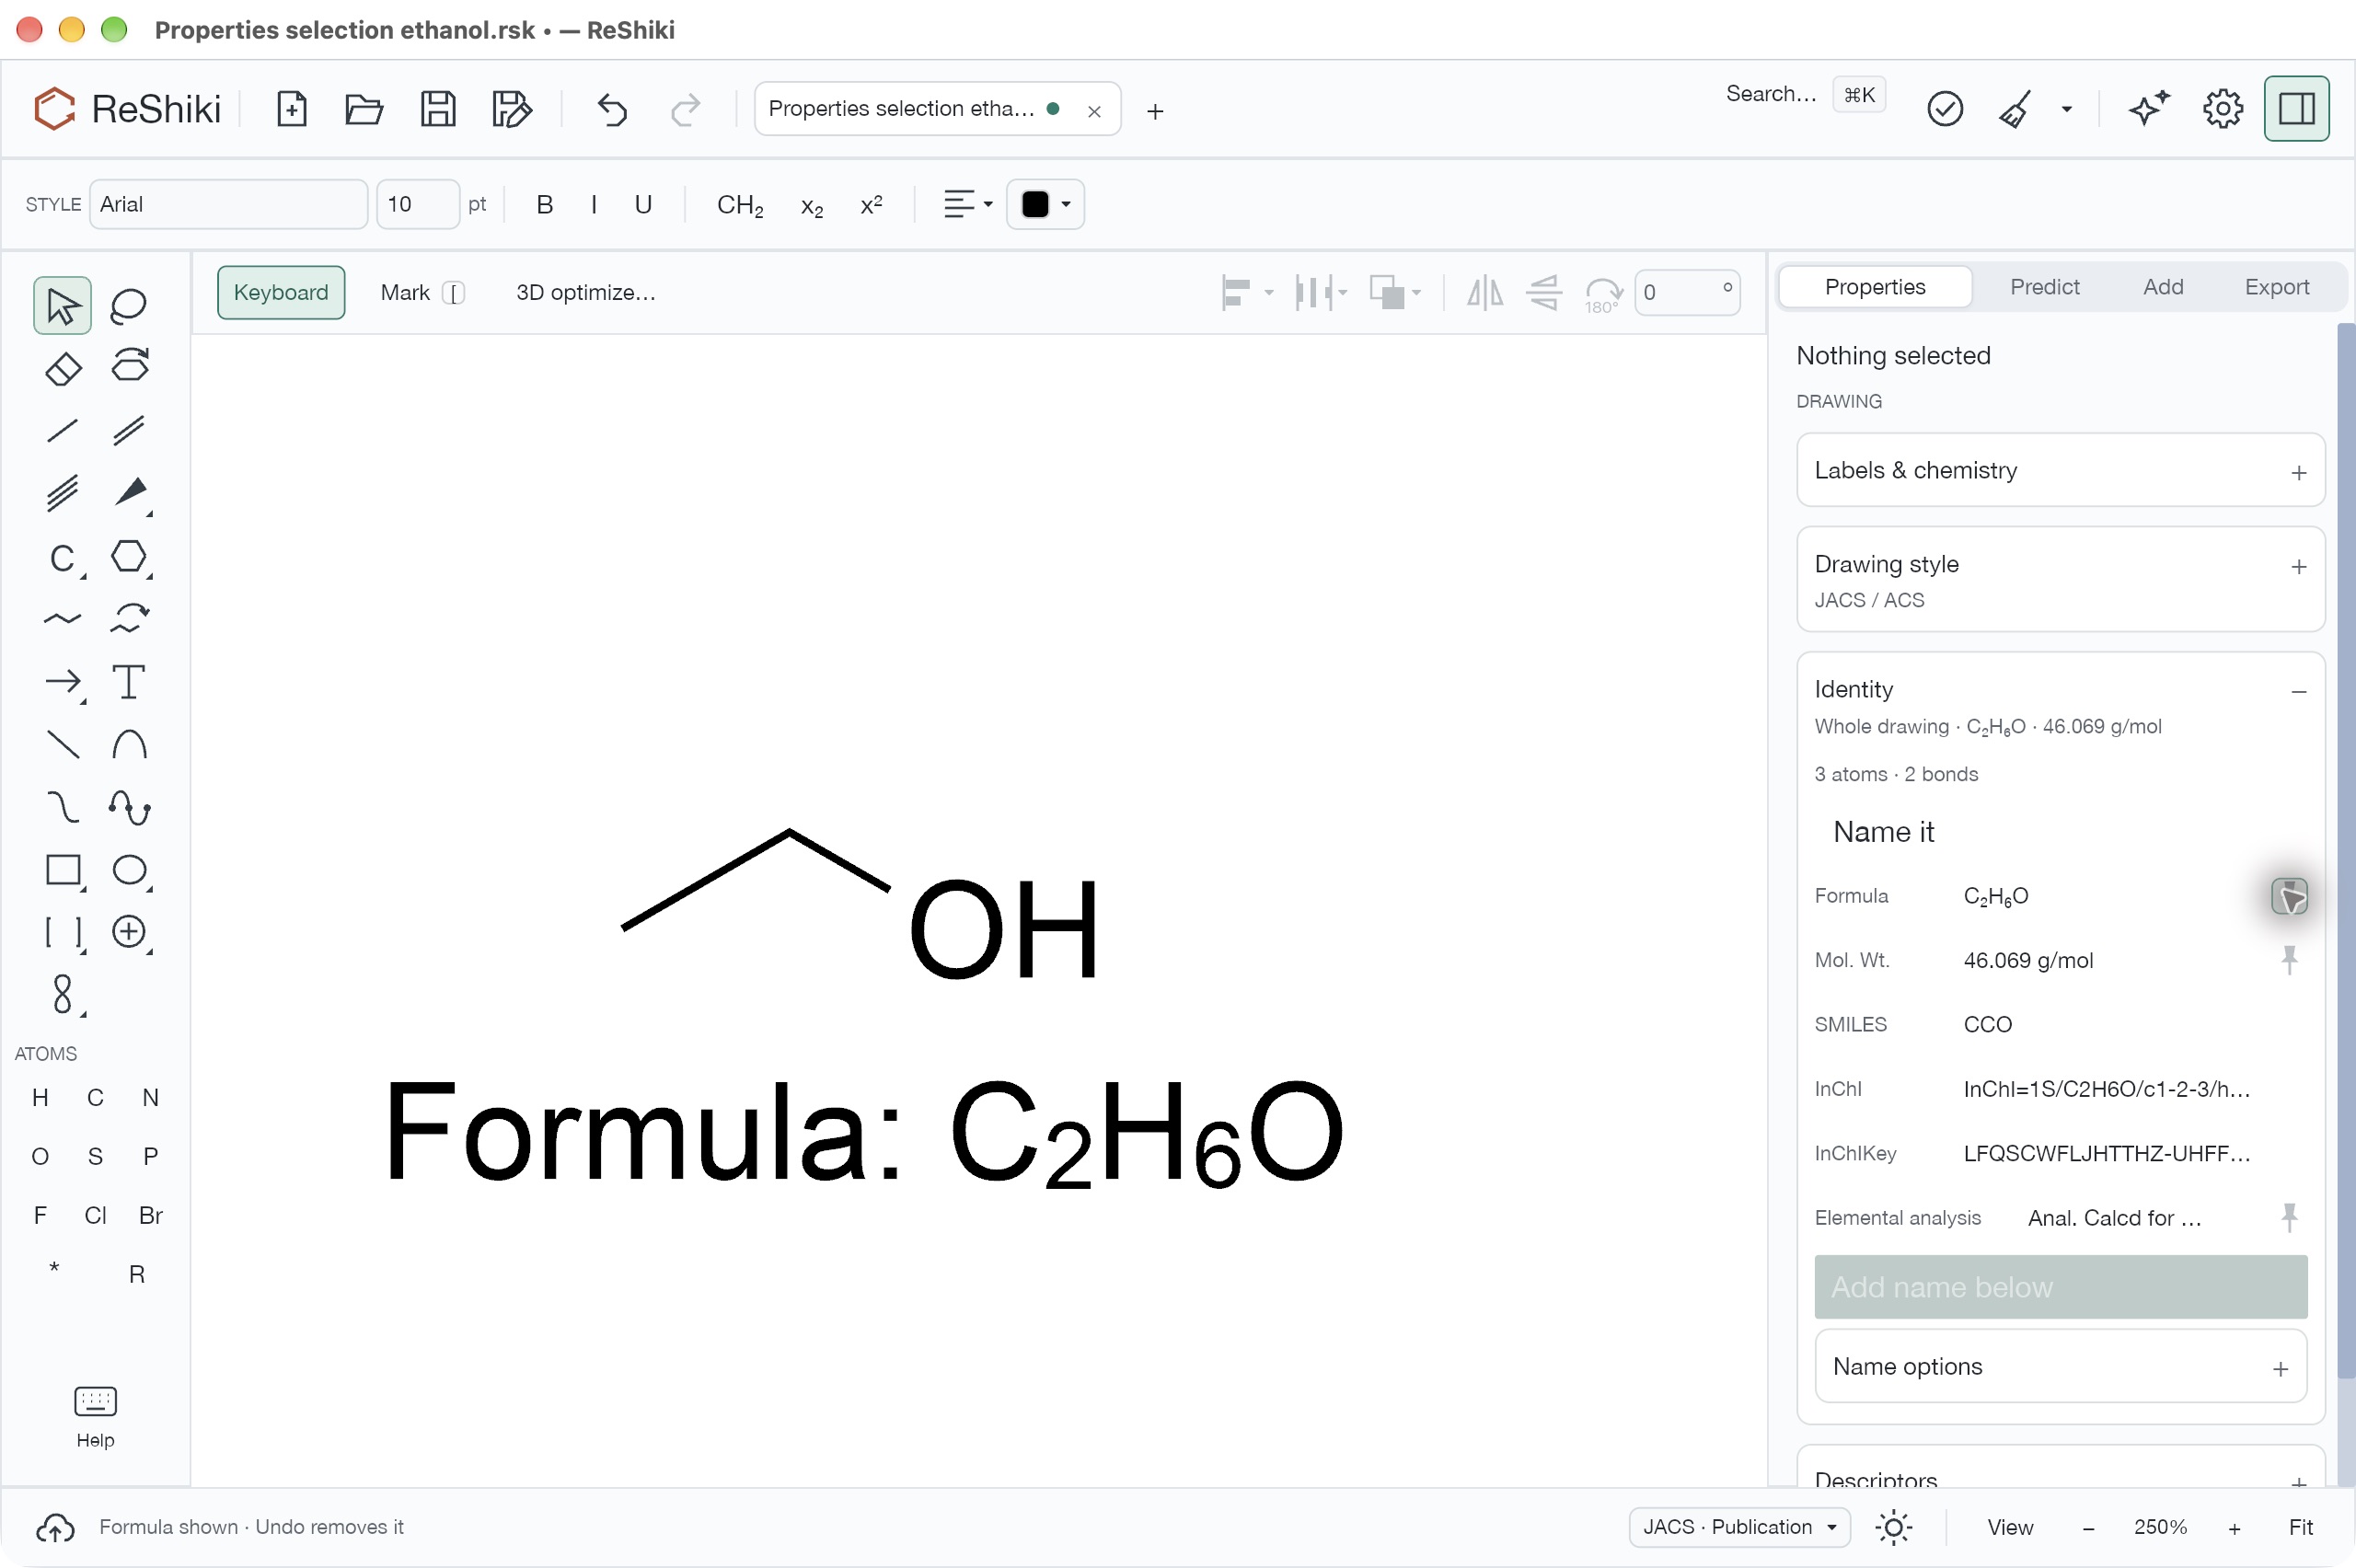 Properties selection ethanol.rsk • — ReShiki
ReShiki
Properties selection etha...
Search...
⌘K
STYLE
Arial
10
pt
B
I
U
CH₂
x₂
x²
Keyboard
Mark [
3D optimize...
180°
0 °
Properties
Predict
Add
Export
Nothing selected
DRAWING
Labels & chemistry
Drawing style
JACS / ACS
Identity
Whole drawing · C₂H₆O · 46.069 g/mol
3 atoms · 2 bonds
Name it
Formula C₂H₆O
Mol. Wt. 46.069 g/mol
SMILES CCO
InChI InChI=1S/C2H6O/c1-2-3/h...
InChIKey LFQSCWFLJHTTHZ-UHFF...
Elemental analysis Anal. Calcd for ...
Add name below
Name options
Descriptors
C
T
[ ]
ATOMS
H C N
O S P
F Cl Br
* R
Help
OH
Formula: C₂H₆O
Formula shown · Undo removes it
JACS · Publication
View
− 250% +
Fit